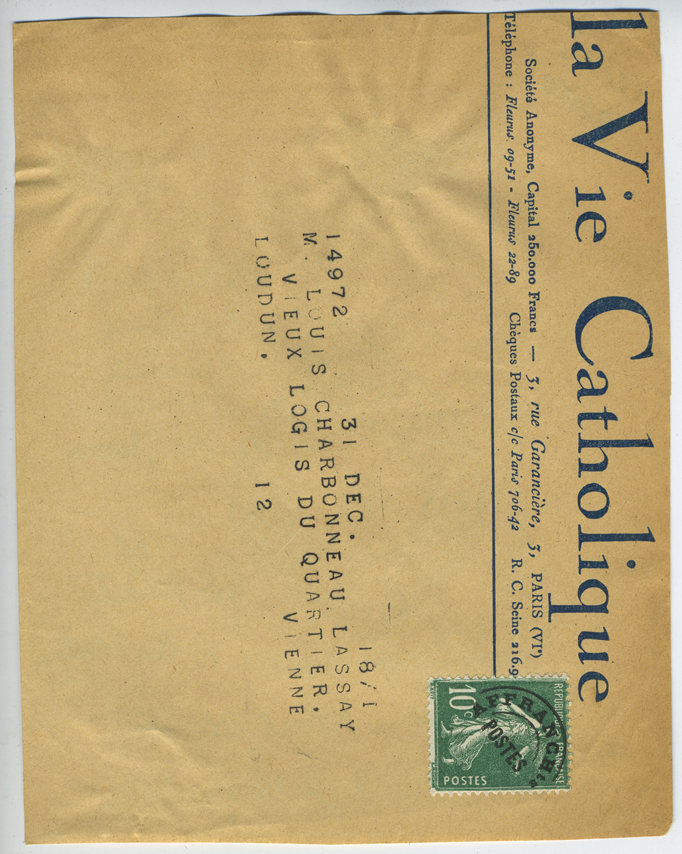 la Vie Catholique
Société Anonyme, Capital 250.000 Francs — 3, rue Garancière, 3, PARIS (VIe)
Téléphone : Fleurus 09-51 - Fleurus 22-89 Chèques Postaux c/c Paris 706-42 R. C. Seine 216.9
REPUBLIQUE FRANÇAISE
10c
AFFRANCHts
POSTES
POSTES
14972 31 DEC. 18/1
M. LOUIS CHARBONNEAU LASSAY
VIEUX LOGIS DU QUARTIER.
LOUDUN. 12 VIENNE